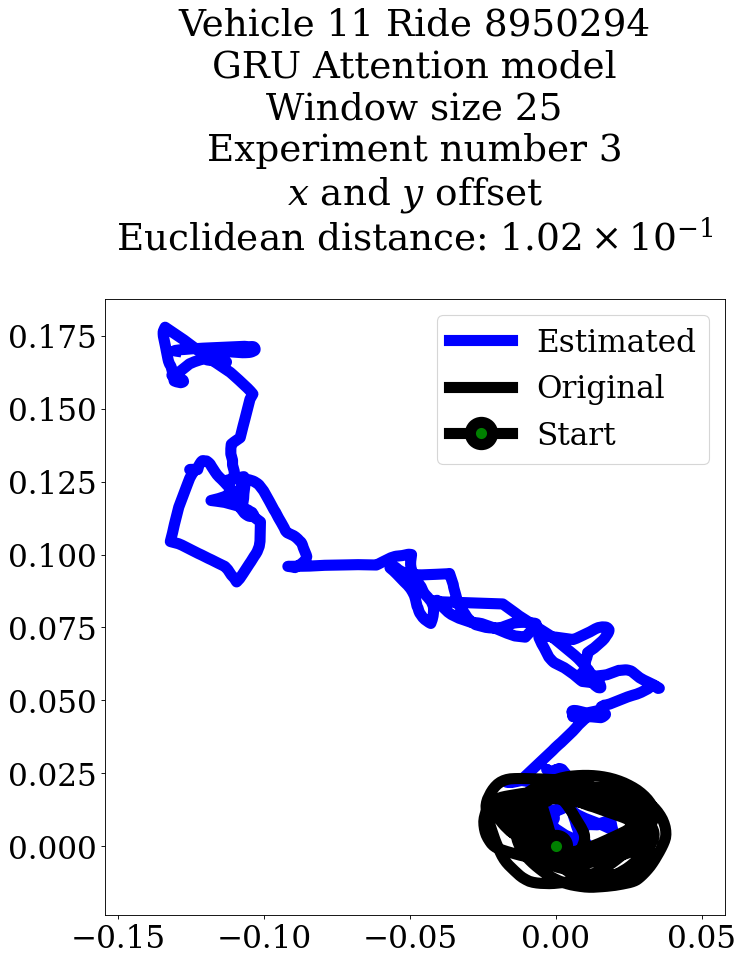 Vehicle 11 Ride 8950294
GRU Attention model
Window size 25
Experiment number 3
x and y offset
Euclidean distance: 1.02 × 10⁻¹
Estimated
Original
Start
0.175
0.150
0.125
0.100
0.075
0.050
0.025
0.000
−0.15 −0.10 −0.05 0.00 0.05